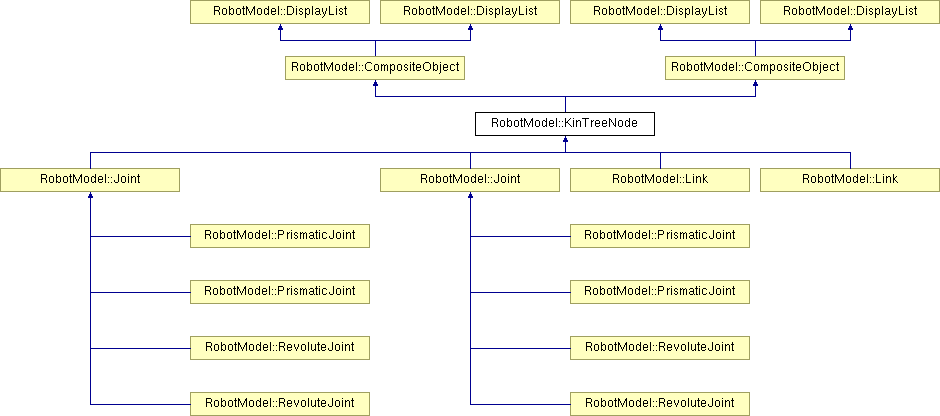 RobotModel::DisplayList
RobotModel::DisplayList
RobotModel::DisplayList
RobotModel::DisplayList
RobotModel::CompositeObject
RobotModel::CompositeObject
RobotModel::KinTreeNode
RobotModel::Joint
RobotModel::Joint
RobotModel::Link
RobotModel::Link
RobotModel::PrismaticJoint
RobotModel::PrismaticJoint
RobotModel::PrismaticJoint
RobotModel::PrismaticJoint
RobotModel::RevoluteJoint
RobotModel::RevoluteJoint
RobotModel::RevoluteJoint
RobotModel::RevoluteJoint